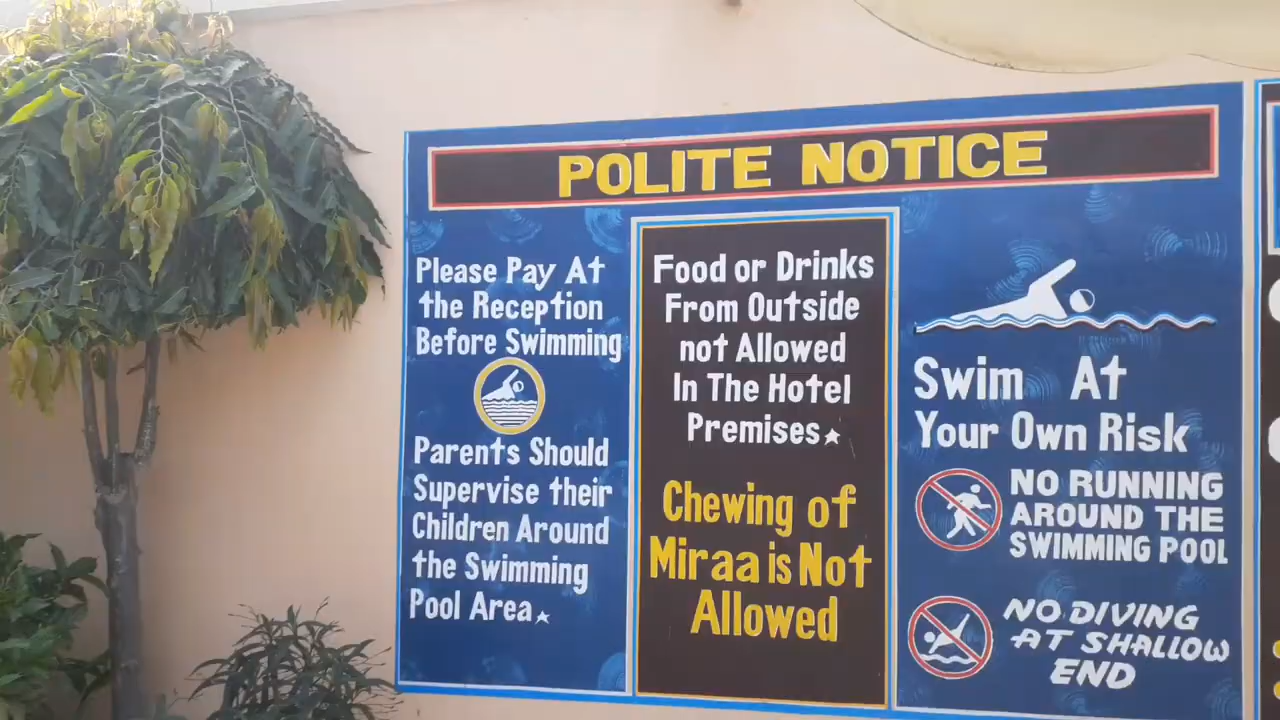 POLITE NOTICE
Please Pay At
the Reception
Before Swimming
Parents Should
Supervise their
Children Around
the Swimming
Pool Area★
Food or Drinks
From Outside
not Allowed
In The Hotel
Premises★
Chewing of
Miraa is Not
Allowed
Swim At
Your Own Risk
NO RUNNING
AROUND THE
SWIMMING POOL
NO DIVING
AT SHALLOW
END